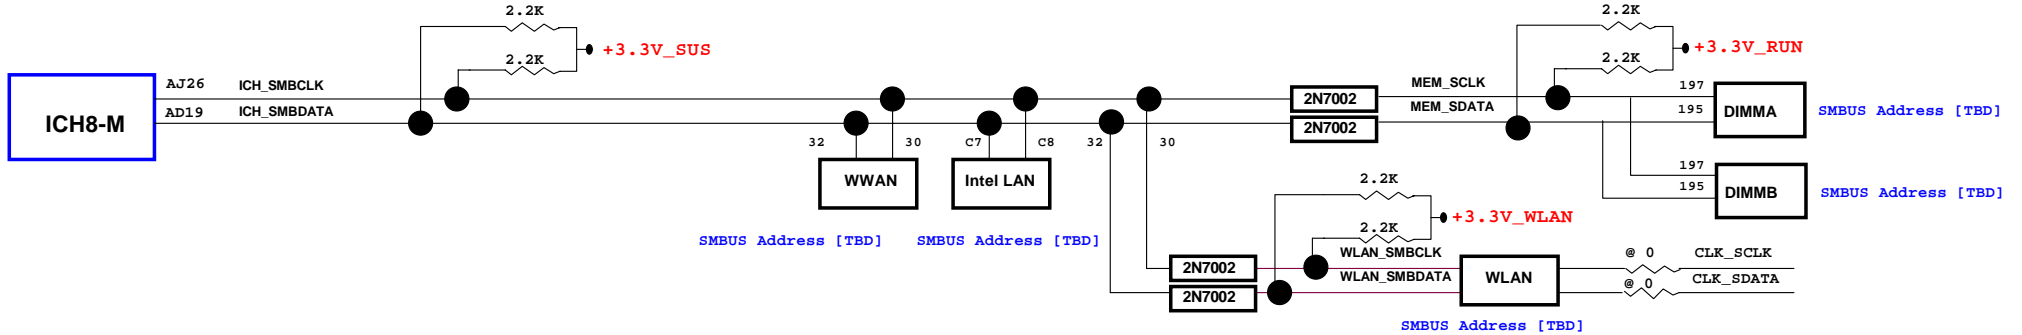 2.2K
2.2K
+3.3V_SUS
2.2K
2.2K
+3.3V_RUN
ICH8-M
AJ26
ICH_SMBCLK
AD19
ICH_SMBDATA
2N7002
2N7002
MEM_SCLK
MEM_SDATA
197
195
DIMMA
SMBUS Address [TBD]
32
30
C7
C8
32
30
WWAN
Intel LAN
197
195
DIMMB
SMBUS Address [TBD]
2.2K
2.2K
+3.3V_WLAN
SMBUS Address [TBD]
SMBUS Address [TBD]
2N7002
2N7002
WLAN_SMBCLK
WLAN_SMBDATA
WLAN
@ 0
CLK_SCLK
@ 0
CLK_SDATA
SMBUS Address [TBD]